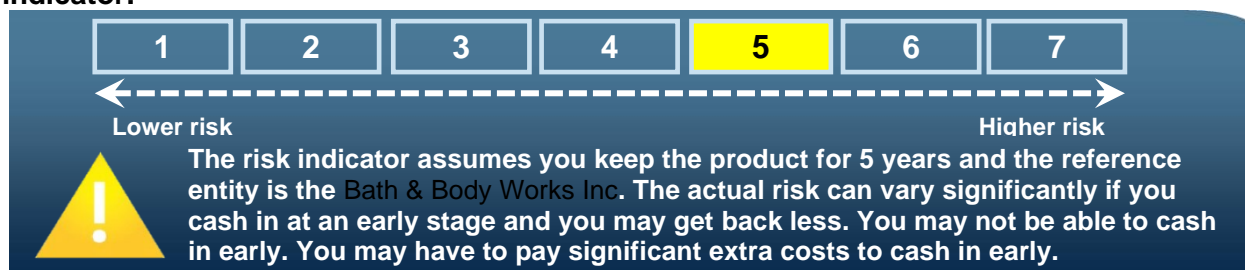 indicator:
1 2 3 4 5 6 7
Lower risk Higher risk
The risk indicator assumes you keep the product for 5 years and the reference
entity is the Bath & Body Works Inc. The actual risk can vary significantly if you
cash in at an early stage and you may get back less. You may not be able to cash
in early. You may have to pay significant extra costs to cash in early.